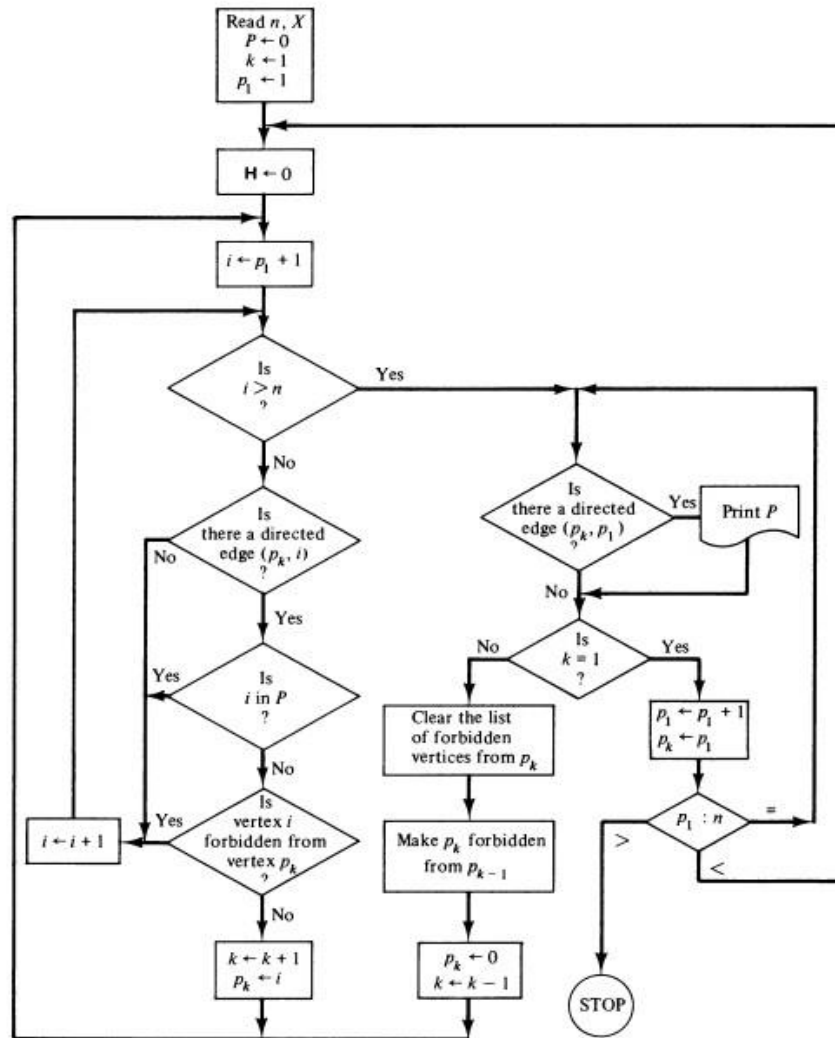 Read n, X
P ← 0
k ← 1
p₁ ← 1
H ← 0
i ← p₁ + 1
Is
i > n
?
Yes
No
Is
there a directed
edge (pₖ, i)
?
No
Yes
Is
i in P
?
Yes
No
Is
vertex i
forbidden from
vertex pₖ
?
Yes
No
i ← i + 1
k ← k + 1
pₖ ← i
Is
there a directed
edge (pₖ, p₁)
?
Yes
Print P
No
Is
k = 1
?
No
Yes
Clear the list
of forbidden
vertices from pₖ
Make pₖ forbidden
from pₖ₋₁
pₖ ← 0
k ← k − 1
p₁ ← p₁ + 1
pₖ ← p₁
p₁ : n
=
>
<
STOP